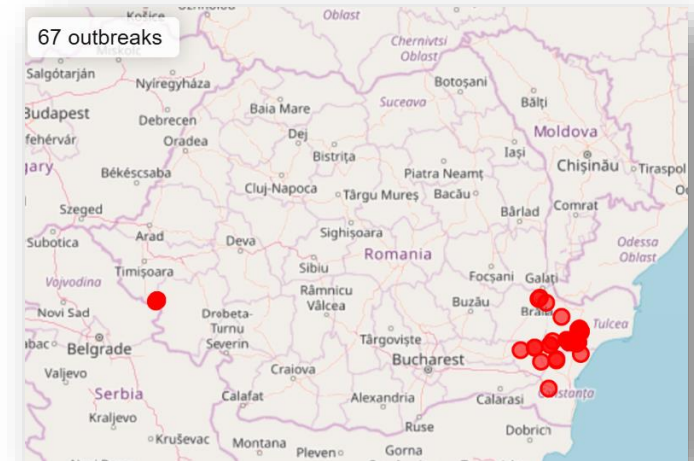 67 outbreaks
Košice
Oblast
Miskolc
Chernivtsi
Oblast
Salgótarján
Nyíregyháza
Botoșani
Budapest
Baia Mare
Suceava
Bălți
Debrecen
Moldova
fehérvár
Oradea
Dej
Iași
Chișinău
Tiraspol
gary
Bistrița
Békéscsaba
Piatra Neamț
Cluj-Napoca
Târgu Mureș
Bacău
Szeged
Bârlad
Comrat
Subotica
Arad
Deva
Sighișoara
Odessa
Oblast
Timișoara
Romania
Vojvodina
Sibiu
Focșani
Galați
Novi Sad
Râmnicu
Vâlcea
Buzău
Brăila
Drobeta-
Turnu
Severin
Tulcea
Belgrade
Târgoviște
Bucharest
Valjevo
Craiova
Serbia
Calafat
Alexandria
Calarasi
Constanța
Kraljevo
Ruse
Dobrich
Kruševac
Montana
Pleven
Gorna